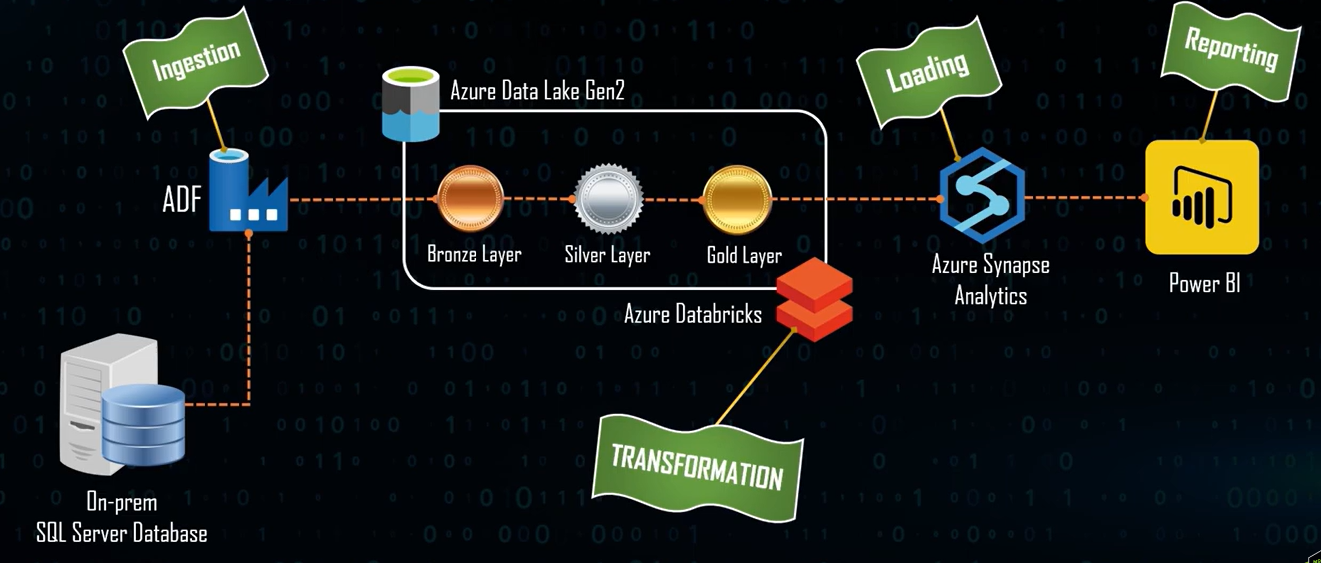 Ingestion
Loading
Reporting
Azure Data Lake Gen2
ADF
Bronze Layer
Silver Layer
Gold Layer
Azure Synapse
Analytics
Power BI
Azure Databricks
TRANSFORMATION
On-prem
SQL Server Database